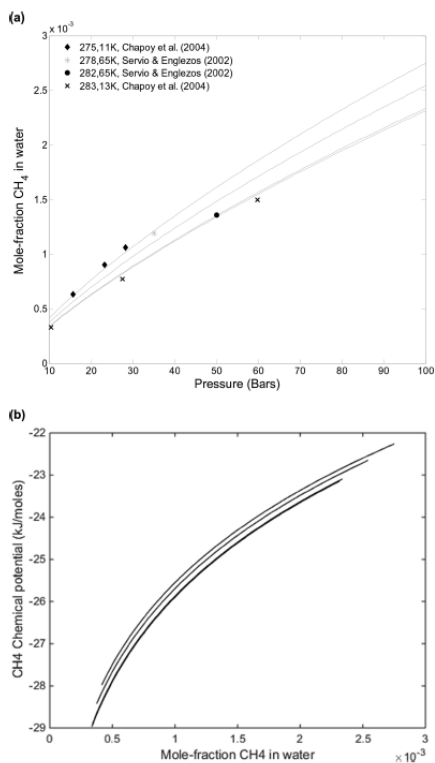 (a)
× 10⁻³
3
2.5
2
1.5
1
0.5
0
Mole-fraction CH₄ in water
275,11K, Chapoy et al. (2004)
278,65K, Servio & Englezos (2002)
282,65K, Servio & Englezos (2002)
283,13K, Chapoy et al. (2004)
10 20 30 40 50 60 70 80 90 100
Pressure (Bars)
(b)
-22
-23
-24
-25
-26
-27
-28
-29
CH4 Chemical potential (kJ/moles)
0 0.5 1 1.5 2 2.5 3
Mole-fraction CH4 in water
× 10⁻³